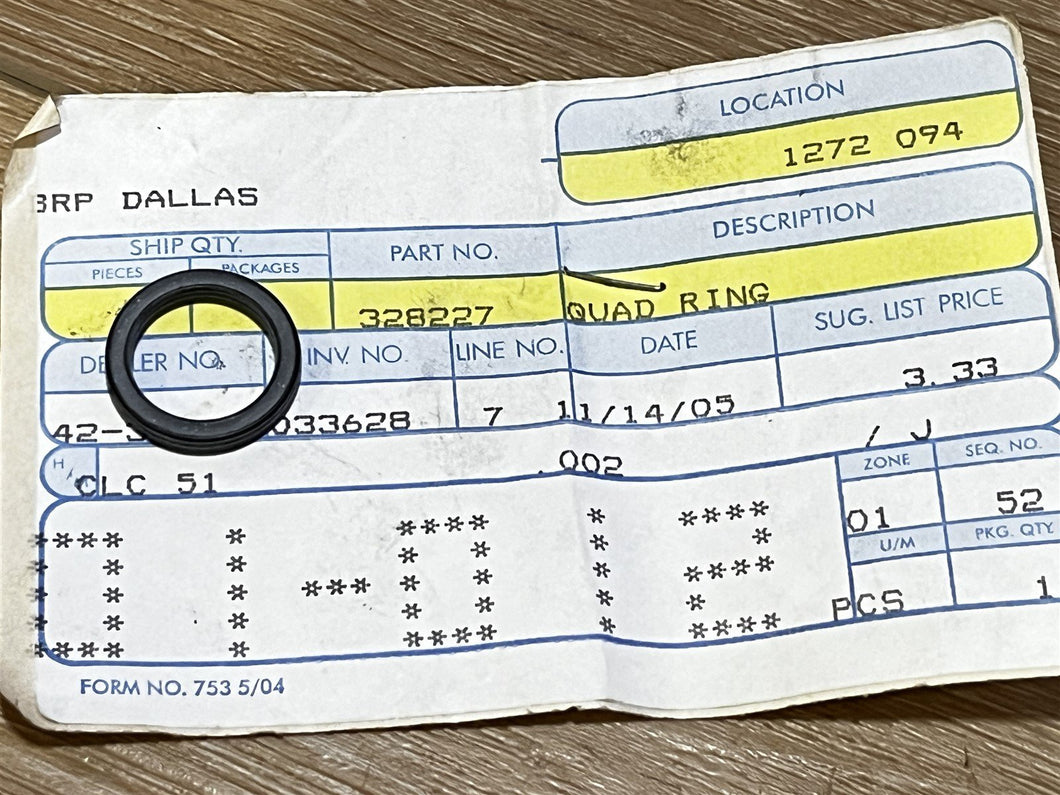 LOCATION
1272 094
BRP DALLAS
SHIP QTY. PART NO. DESCRIPTION
PIECES PACKAGES
328227 QUAD RING
INV. NO. LINE NO. DATE SUG. LIST PRICE
033628 7 11/14/05 3.33
/ J
CLC 51 .002
H/
ZONE SEQ. NO.
01 52
U/M PKG. QTY
PCS 1
01-012
FORM NO. 753 5/04